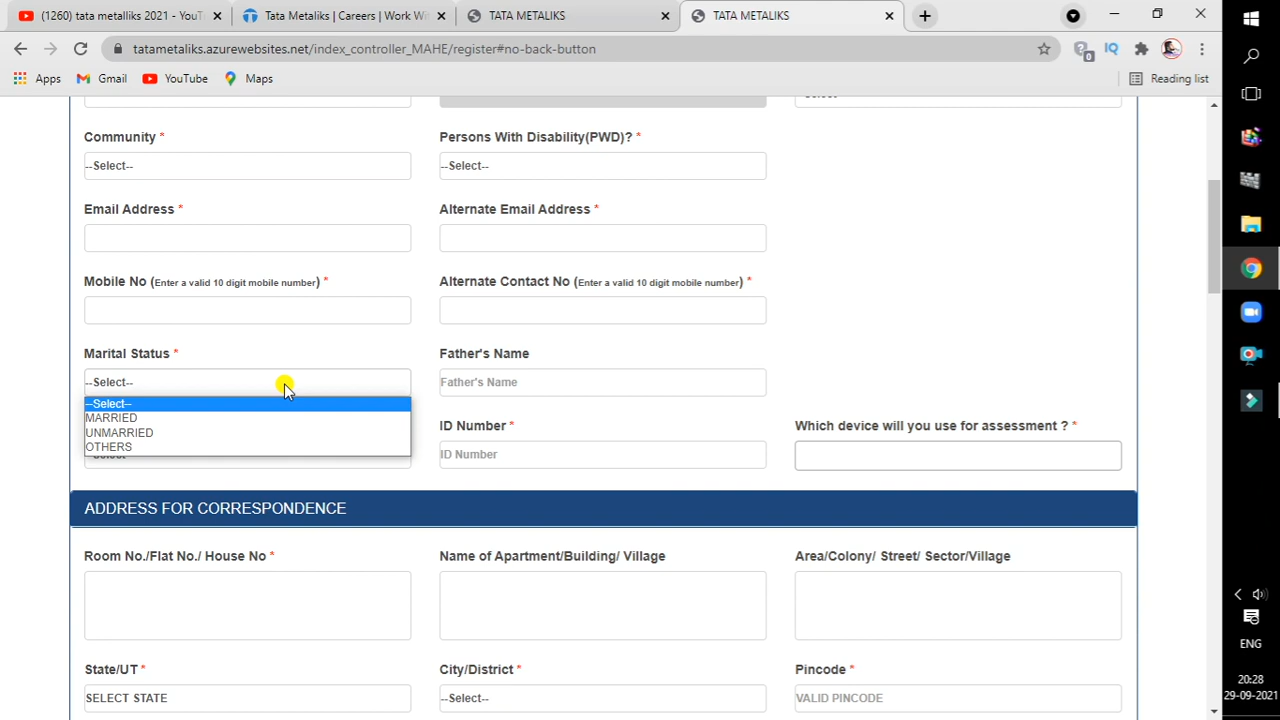 (1260) tata metalliks 2021 - YouT
Tata Metaliks | Careers | Work Wi
TATA METALIKS
TATA METALIKS
tatametaliks.azurewebsites.net/index_controller_MAHE/register#no-back-button
Apps Gmail YouTube Maps Reading list
Community * Persons With Disability(PWD)? *
--Select-- --Select--
Email Address * Alternate Email Address *
Mobile No (Enter a valid 10 digit mobile number) * Alternate Contact No (Enter a valid 10 digit mobile number) *
Marital Status * Father's Name
--Select-- Father's Name
--Select--
MARRIED
UNMARRIED
OTHERS
ID Number * Which device will you use for assessment ? *
ID Number
ADDRESS FOR CORRESPONDENCE
Room No./Flat No./ House No * Name of Apartment/Building/ Village Area/Colony/ Street/ Sector/Village
State/UT * City/District * Pincode *
SELECT STATE --Select-- VALID PINCODE
0
IQ
ENG
20:28
29-09-2021